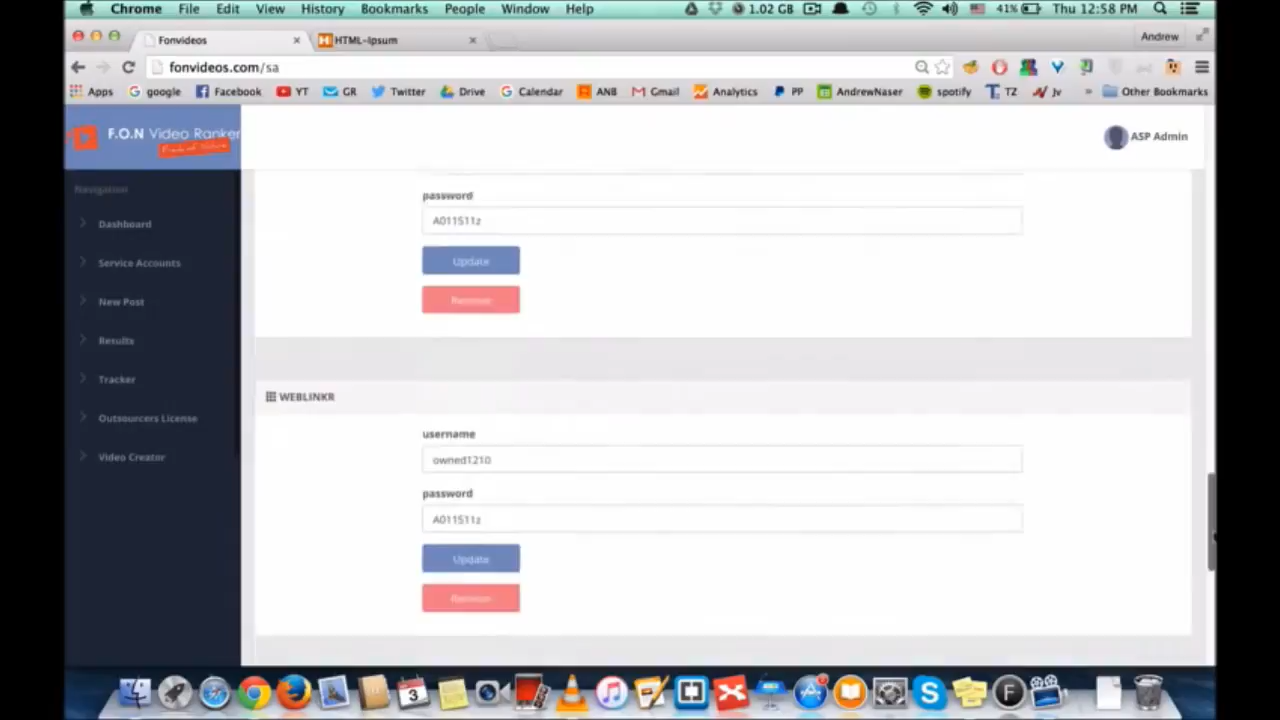 Chrome File Edit View History Bookmarks People Window Help 1.02 GB 41% Thu 12:58 PM
Fonvideos HTML-Ipsum Andrew
fonvideos.com/sa
Apps google Facebook YT GR Twitter Drive Calendar ANB Gmail Analytics PP AndrewNaser spotify TZ Jv » Other Bookmarks
F.O.N Video Ranker
ASP Admin
Navigation
Dashboard
Service Accounts
New Post
Results
Tracker
Outsourcers License
Video Creator
password
A011511z
Update
Remove
WEBLINKR
username
owned1210
password
A011511z
Update
Remove
3